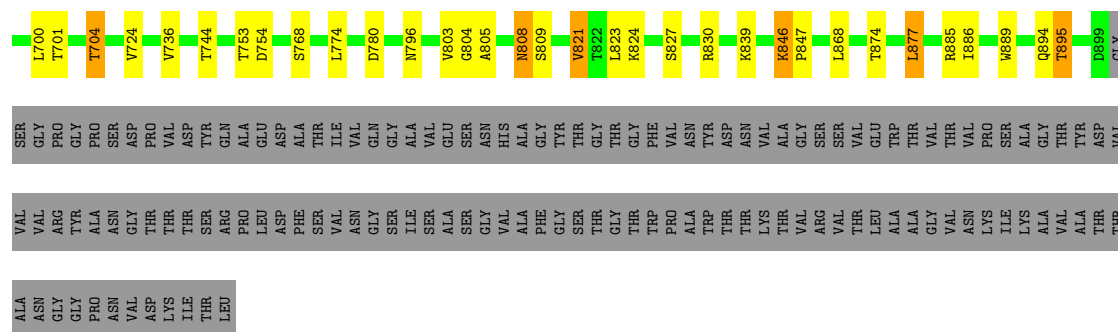 L700 T701 T704 V724 V736 T744 T753 D754 S768 L774 D780 N796 V803 G804 A805 N808 S809 V821 T822 L823 K824 S827 R830 K839 K846 P847 L868 T874 L877 R885 I886 W889 Q894 T895 D899 GLY
SER GLY PRO GLY GLY PRO SER ASP PRO VAL ASP TYR GLN ALA GLU ASP ALA THR ILE VAL GLN GLY ALA VAL GLU SER ASN HIS ALA GLY TYR THR GLY THR GLY PHE VAL ASN TYR ASP ASN VAL ALA GLY SER SER VAL GLU TRP THR VAL THR VAL PRO SER ALA GLY THR TYR ASP VAL
VAL VAL ARG TYR ALA ASN GLY THR THR THR SER ARG PRO LEU ASP PHE SER VAL ASN GLY SER ILE SER ALA SER GLY VAL ALA PHE GLY SER THR GLY THR TRP PRO ALA TRP THR THR LYS THR VAL ARG VAL THR LEU ALA ALA GLY VAL ASN LYS ILE LYS ALA VAL ALA THR THR
ALA ASN GLY GLY PRO ASN VAL ASP LYS ILE THR LEU